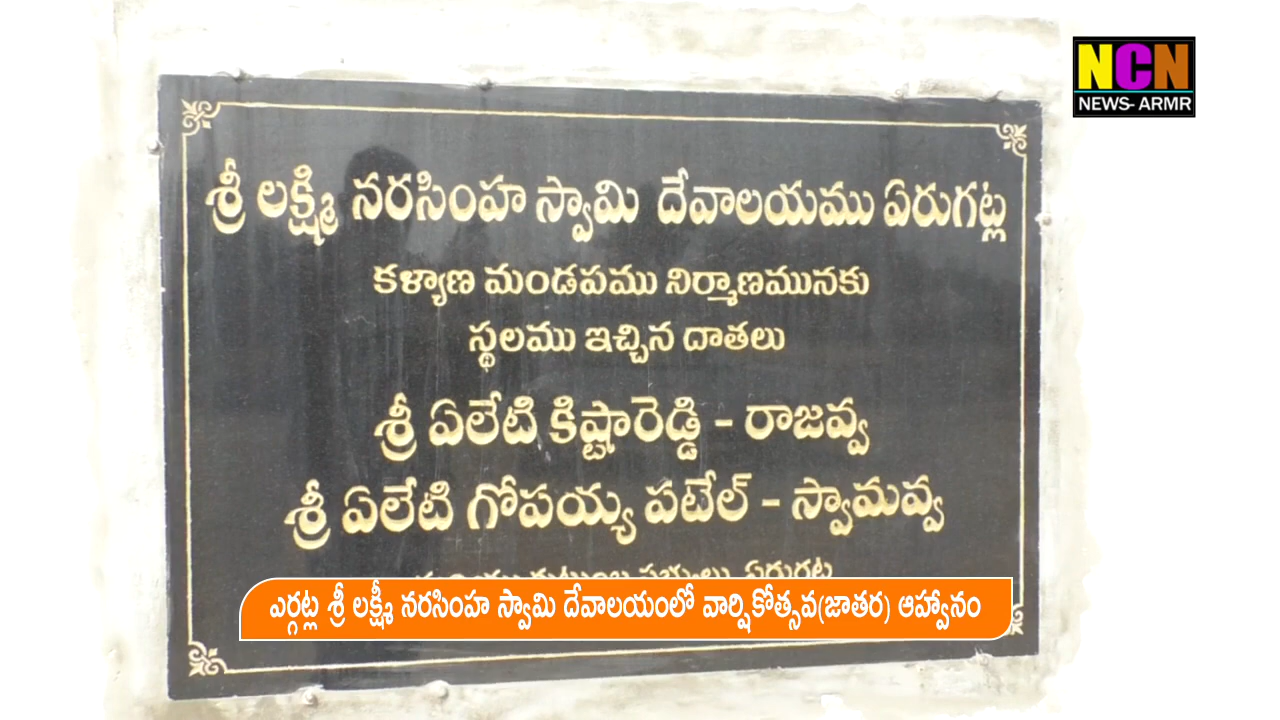 NCN
NEWS- ARMR
శ్రీ లక్ష్మి నరసింహ స్వామి దేవాలయము ఏరుగట్ల
కళ్యాణ మండపము నిర్మాణమునకు
స్థలము ఇచ్చిన దాతలు
శ్రీ ఏలేటి కిష్టారెడ్డి - రాజవ్వ
శ్రీ ఏలేటి గోపయ్య పటేల్ - స్వామవ్వ
ఎర్గట్ల శ్రీ లక్ష్మీ నరసింహ స్వామి దేవాలయంలో వార్షికోత్సవ(జాతర) ఆహ్వానం